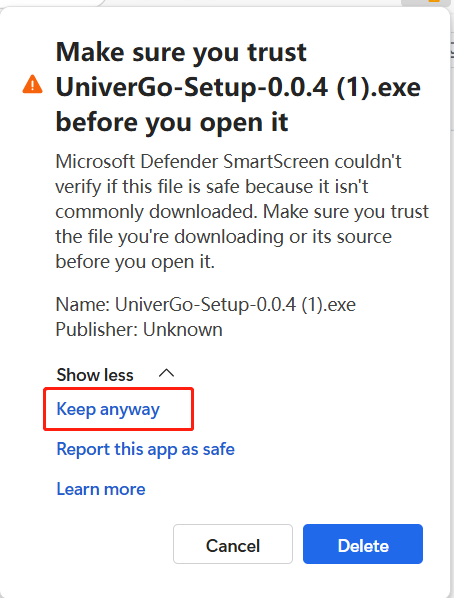 Make sure you trust
UniverGo-Setup-0.0.4 (1).exe
before you open it
Microsoft Defender SmartScreen couldn't
verify if this file is safe because it isn't
commonly downloaded. Make sure you trust
the file you're downloading or its source
before you open it.
Name: UniverGo-Setup-0.0.4 (1).exe
Publisher: Unknown
Show less
Keep anyway
Report this app as safe
Learn more
Cancel
Delete